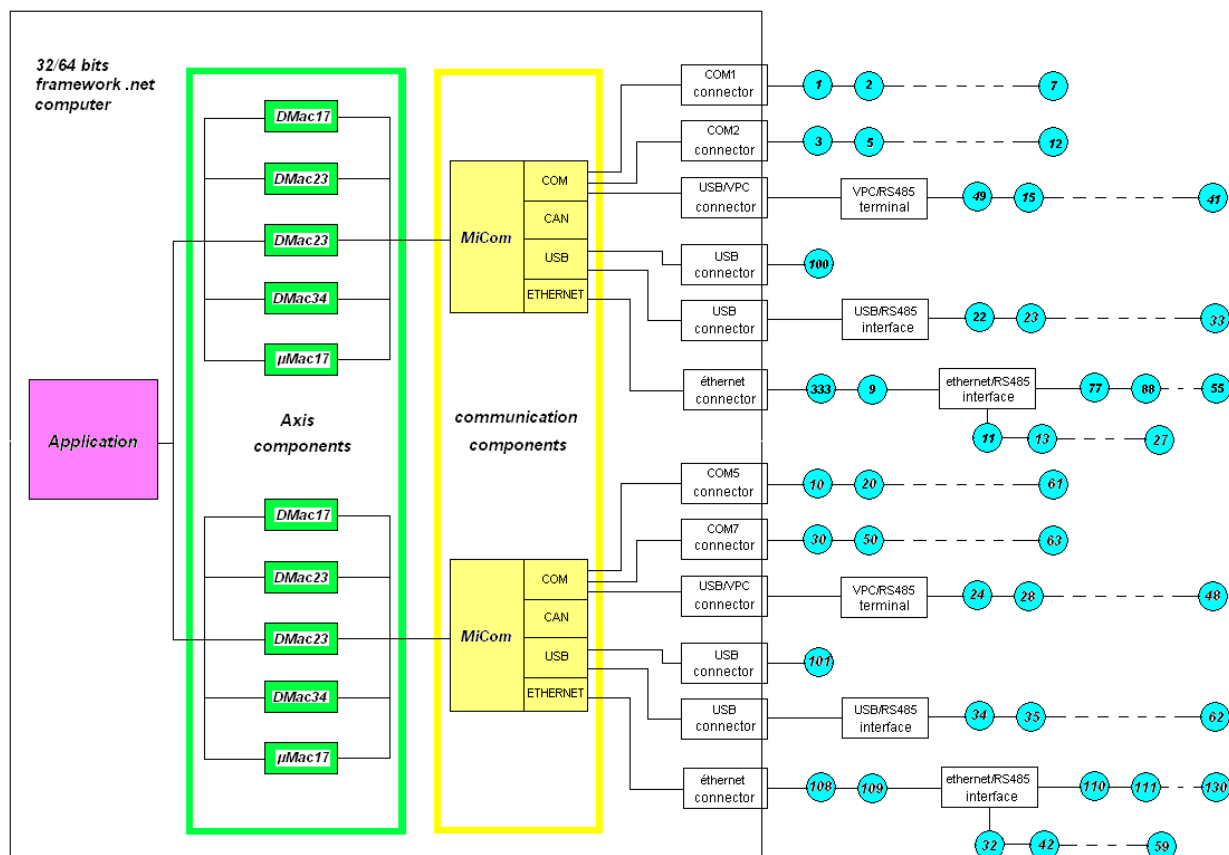 32/64 bits
framework .net
computer
DMac17
DMac23
DMac23
DMac34
µMac17
Axis
components
DMac17
DMac23
DMac23
DMac34
µMac17
Application
MiCom
COM
CAN
USB
ETHERNET
communication
components
MiCom
COM
CAN
USB
ETHERNET
COM1
connector
1 2 7
COM2
connector
3 5 12
USB/VPC
connector
VPC/RS485
terminal
49 15 41
USB
connector
100
USB
connector
USB/RS485
interface
22 23 33
éthernet
connector
333 9
ethernet/RS485
interface
77 88 55
11 13 27
COM5
connector
10 20 61
COM7
connector
30 50 63
USB/VPC
connector
VPC/RS485
terminal
24 28 48
USB
connector
101
USB
connector
USB/RS485
interface
34 35 62
éthernet
connector
108 109
ethernet/RS485
interface
110 111 130
32 42 59